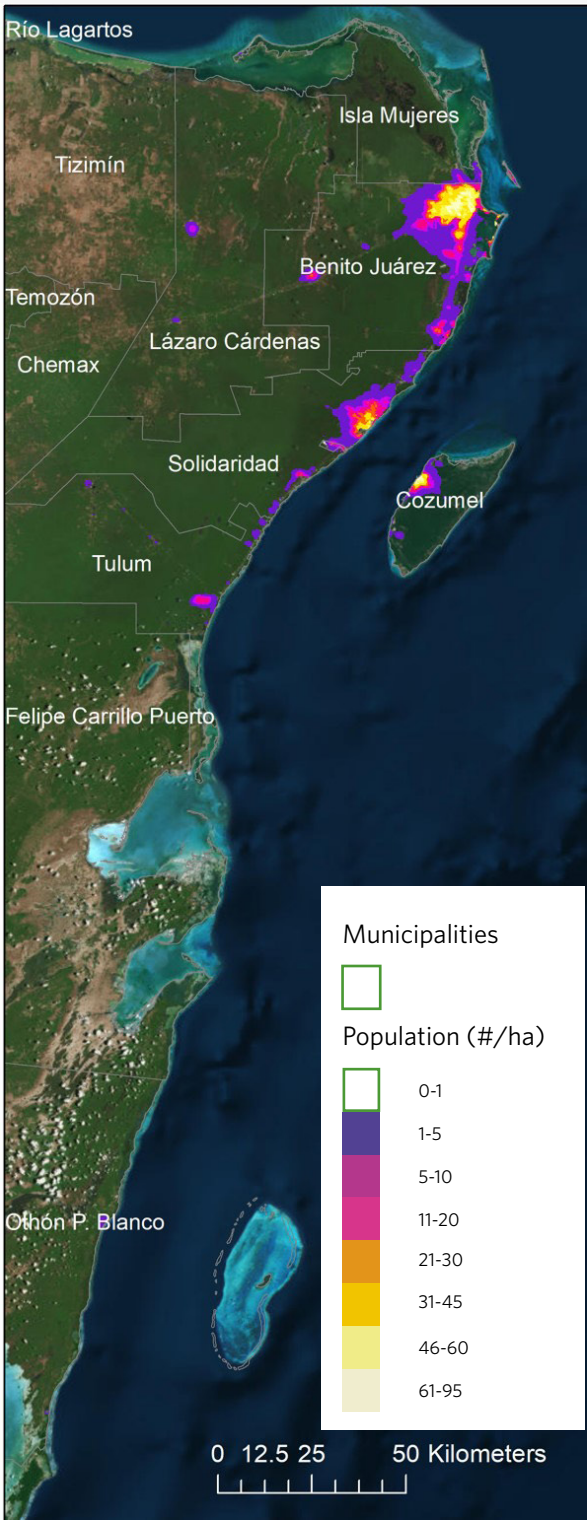 Río Lagartos
Isla Mujeres
Tizimín
Benito Juárez
Temozón
Lázaro Cárdenas
Chemax
Solidaridad
Cozumel
Tulum
Felipe Carrillo Puerto
Othón P. Blanco
Municipalities
Population (#/ha)
0-1
1-5
5-10
11-20
21-30
31-45
46-60
61-95
0 12.5 25 50 Kilometers